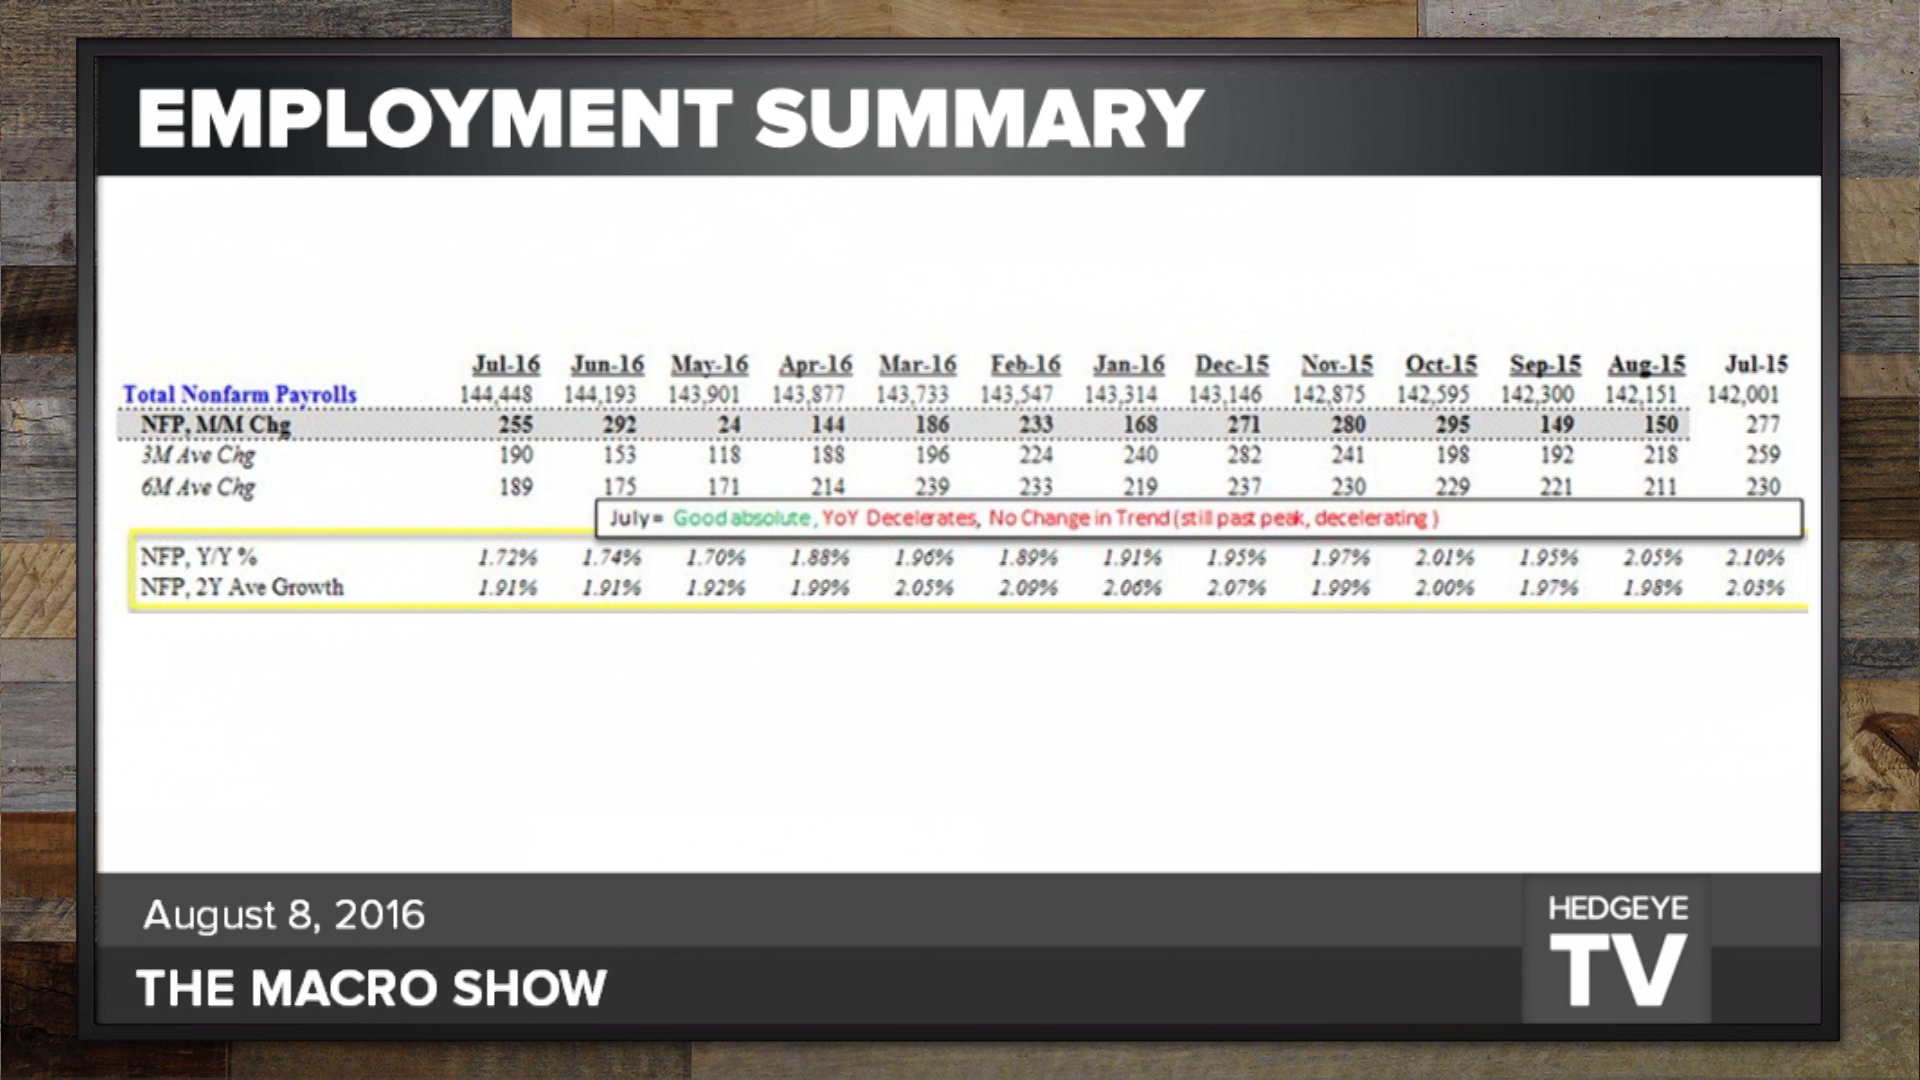 EMPLOYMENT SUMMARY
Jul-16 Jun-16 May-16 Apr-16 Mar-16 Feb-16 Jan-16 Dec-15 Nov-15 Oct-15 Sep-15 Aug-15 Jul-15
Total Nonfarm Payrolls 144,448 144,193 143,901 143,877 143,733 143,547 143,314 143,146 142,875 142,595 142,300 142,151 142,001
NFP, M/M Chg 255 292 24 144 186 233 168 271 280 295 149 150 277
3M Ave Chg 190 153 118 188 196 224 240 282 241 198 192 218 259
6M Ave Chg 189 175 171 214 239 233 219 237 230 229 221 211 230
July= Good absolute, YoY Decelerates, No Change in Trend (still past peak, decelerating )
NFP, Y/Y % 1.72% 1.74% 1.70% 1.88% 1.96% 1.89% 1.91% 1.95% 1.97% 2.01% 1.95% 2.05% 2.10%
NFP, 2Y Ave Growth 1.91% 1.91% 1.92% 1.99% 2.05% 2.09% 2.06% 2.07% 1.99% 2.00% 1.97% 1.98% 2.03%
August 8, 2016
THE MACRO SHOW
HEDGEYE
TV